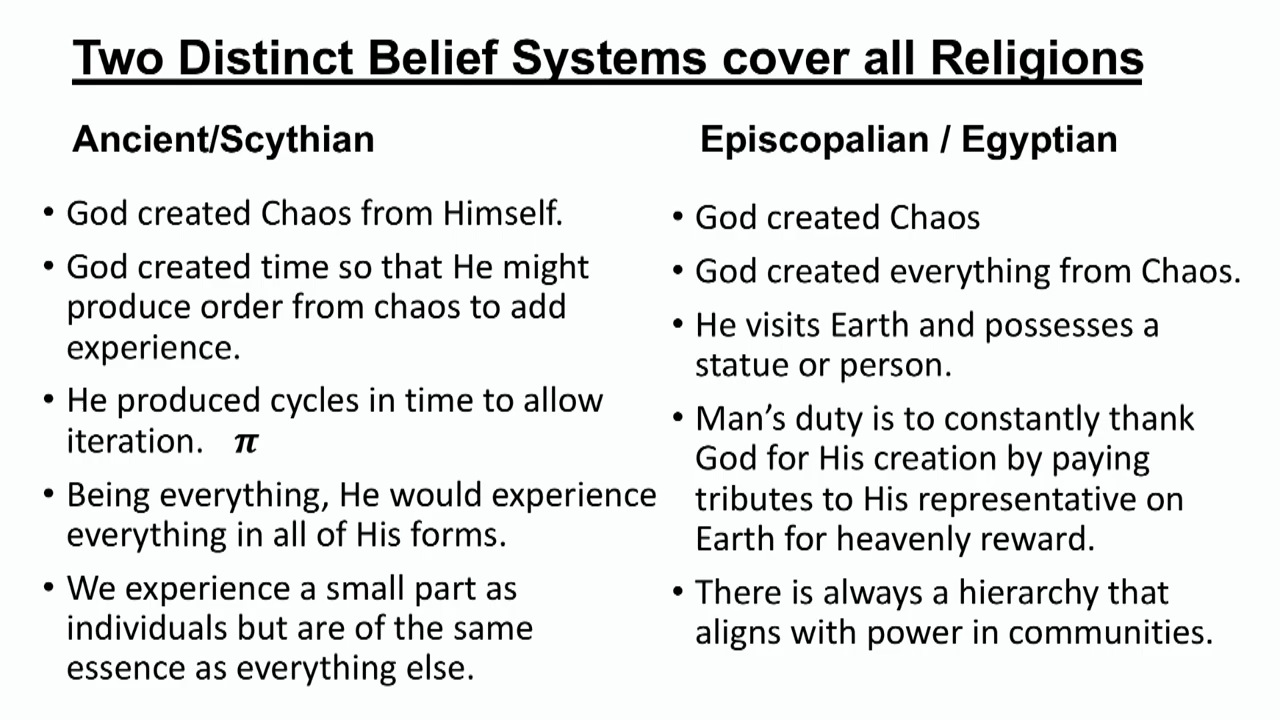 Two Distinct Belief Systems cover all Religions
Ancient/Scythian
• God created Chaos from Himself.
• God created time so that He might
produce order from chaos to add
experience.
• He produced cycles in time to allow
iteration. π
• Being everything, He would experience
everything in all of His forms.
• We experience a small part as
individuals but are of the same
essence as everything else.
Episcopalian / Egyptian
• God created Chaos
• God created everything from Chaos.
• He visits Earth and possesses a
statue or person.
• Man’s duty is to constantly thank
God for His creation by paying
tributes to His representative on
Earth for heavenly reward.
• There is always a hierarchy that
aligns with power in communities.